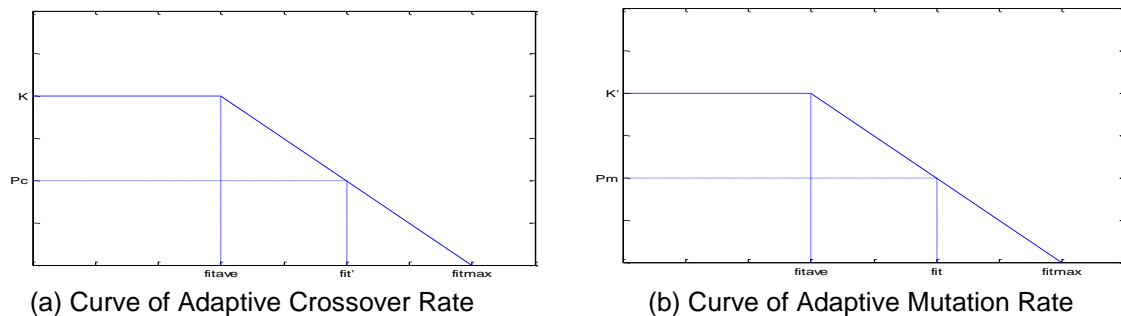 K
Pc
fitave fit' fitmax
(a) Curve of Adaptive Crossover Rate
K'
Pm
fitave fit fitmax
(b) Curve of Adaptive Mutation Rate